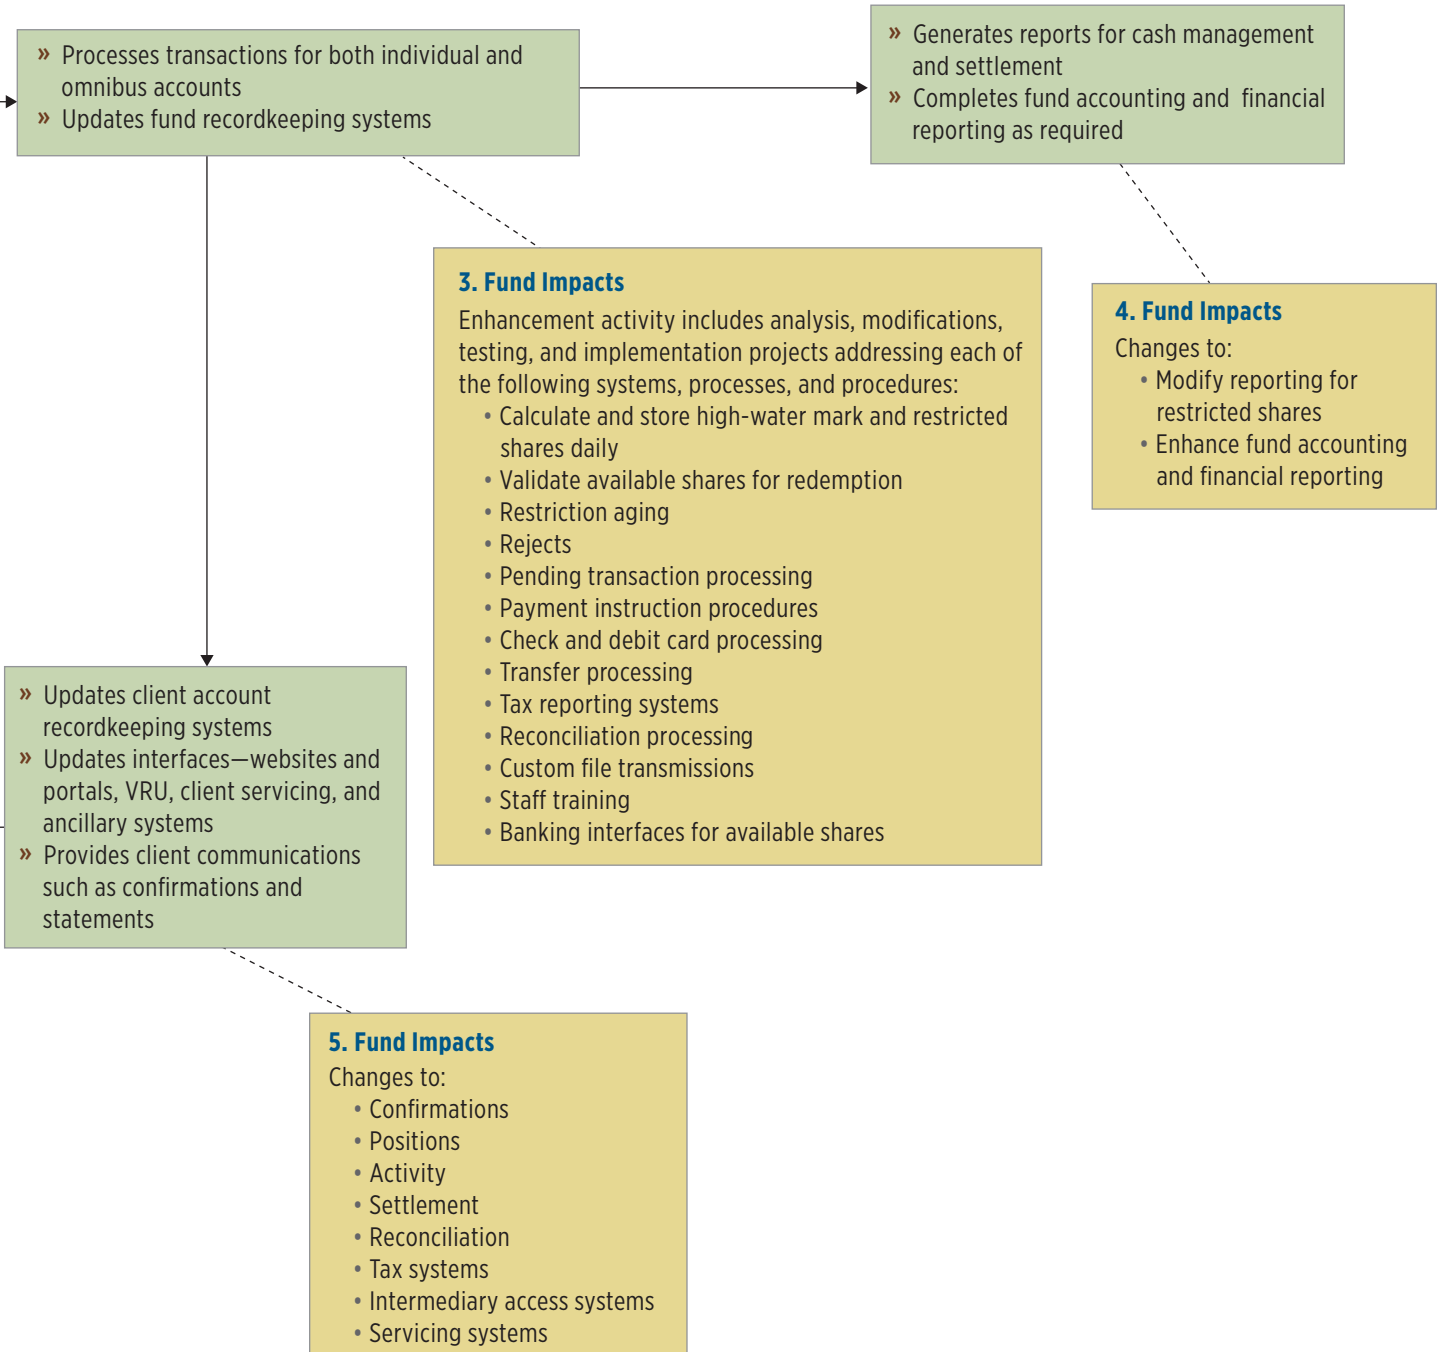 » Processes transactions for both individual and
omnibus accounts
» Updates fund recordkeeping systems
» Generates reports for cash management
and settlement
» Completes fund accounting and financial
reporting as required
3. Fund Impacts
Enhancement activity includes analysis, modifications,
testing, and implementation projects addressing each of
the following systems, processes, and procedures:
• Calculate and store high-water mark and restricted
shares daily
• Validate available shares for redemption
• Restriction aging
• Rejects
• Pending transaction processing
• Payment instruction procedures
• Check and debit card processing
• Transfer processing
• Tax reporting systems
• Reconciliation processing
• Custom file transmissions
• Staff training
• Banking interfaces for available shares
4. Fund Impacts
Changes to:
• Modify reporting for
restricted shares
• Enhance fund accounting
and financial reporting
» Updates client account
recordkeeping systems
» Updates interfaces—websites and
portals, VRU, client servicing, and
ancillary systems
» Provides client communications
such as confirmations and
statements
5. Fund Impacts
Changes to:
• Confirmations
• Positions
• Activity
• Settlement
• Reconciliation
• Tax systems
• Intermediary access systems
• Servicing systems